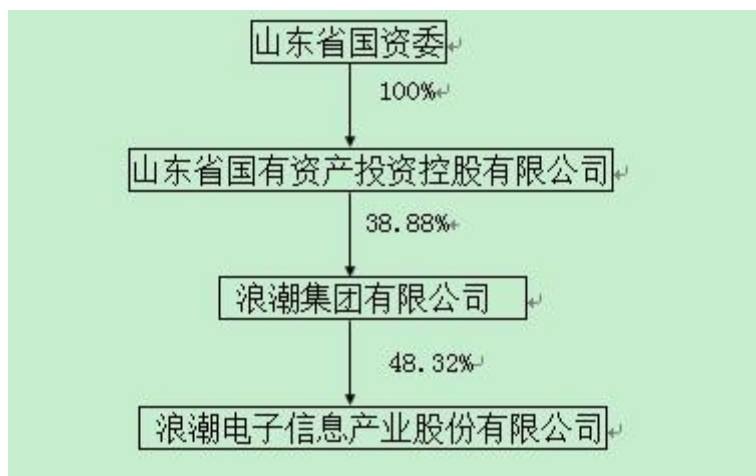 山东省国资委
100%
山东省国有资产投资控股有限公司
38.88%
浪潮集团有限公司
48.32%
浪潮电子信息产业股份有限公司